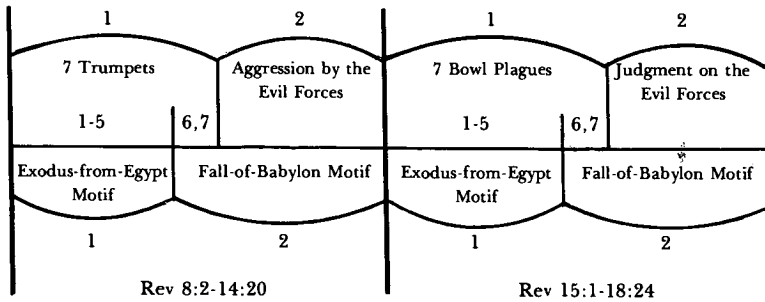 1 2 1 2
7 Trumpets Aggression by the Evil Forces 7 Bowl Plagues Judgment on the Evil Forces
1-5 6,7 1-5 6,7
Exodus-from-Egypt Motif Fall-of-Babylon Motif Exodus-from-Egypt Motif Fall-of-Babylon Motif
1 2 1 2
Rev 8:2-14:20 Rev 15:1-18:24